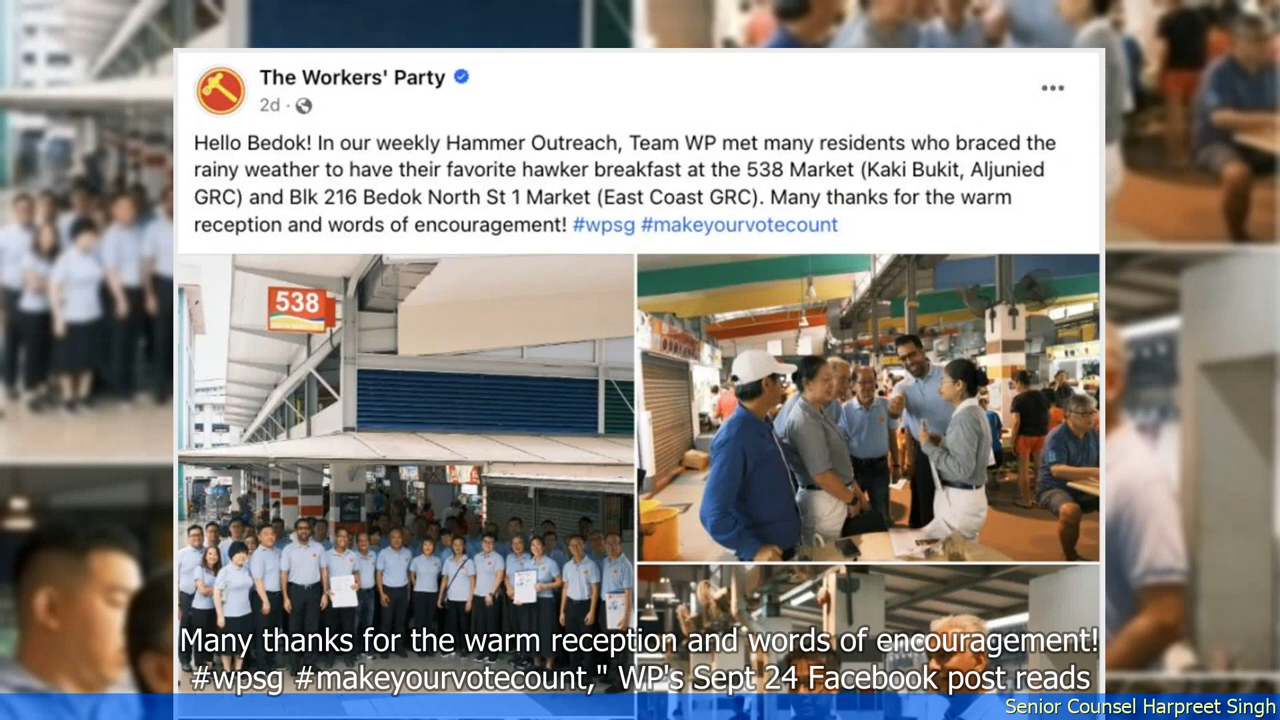 The Workers' Party
2d ·
Hello Bedok! In our weekly Hammer Outreach, Team WP met many residents who braced the
rainy weather to have their favorite hawker breakfast at the 538 Market (Kaki Bukit, Aljunied
GRC) and Blk 216 Bedok North St 1 Market (East Coast GRC). Many thanks for the warm
reception and words of encouragement! #wpsg #makeyourvotecount
538
Many thanks for the warm reception and words of encouragement!
#wpsg #makeyourvotecount," WP's Sept 24 Facebook post reads
Senior Counsel Harpreet Singh